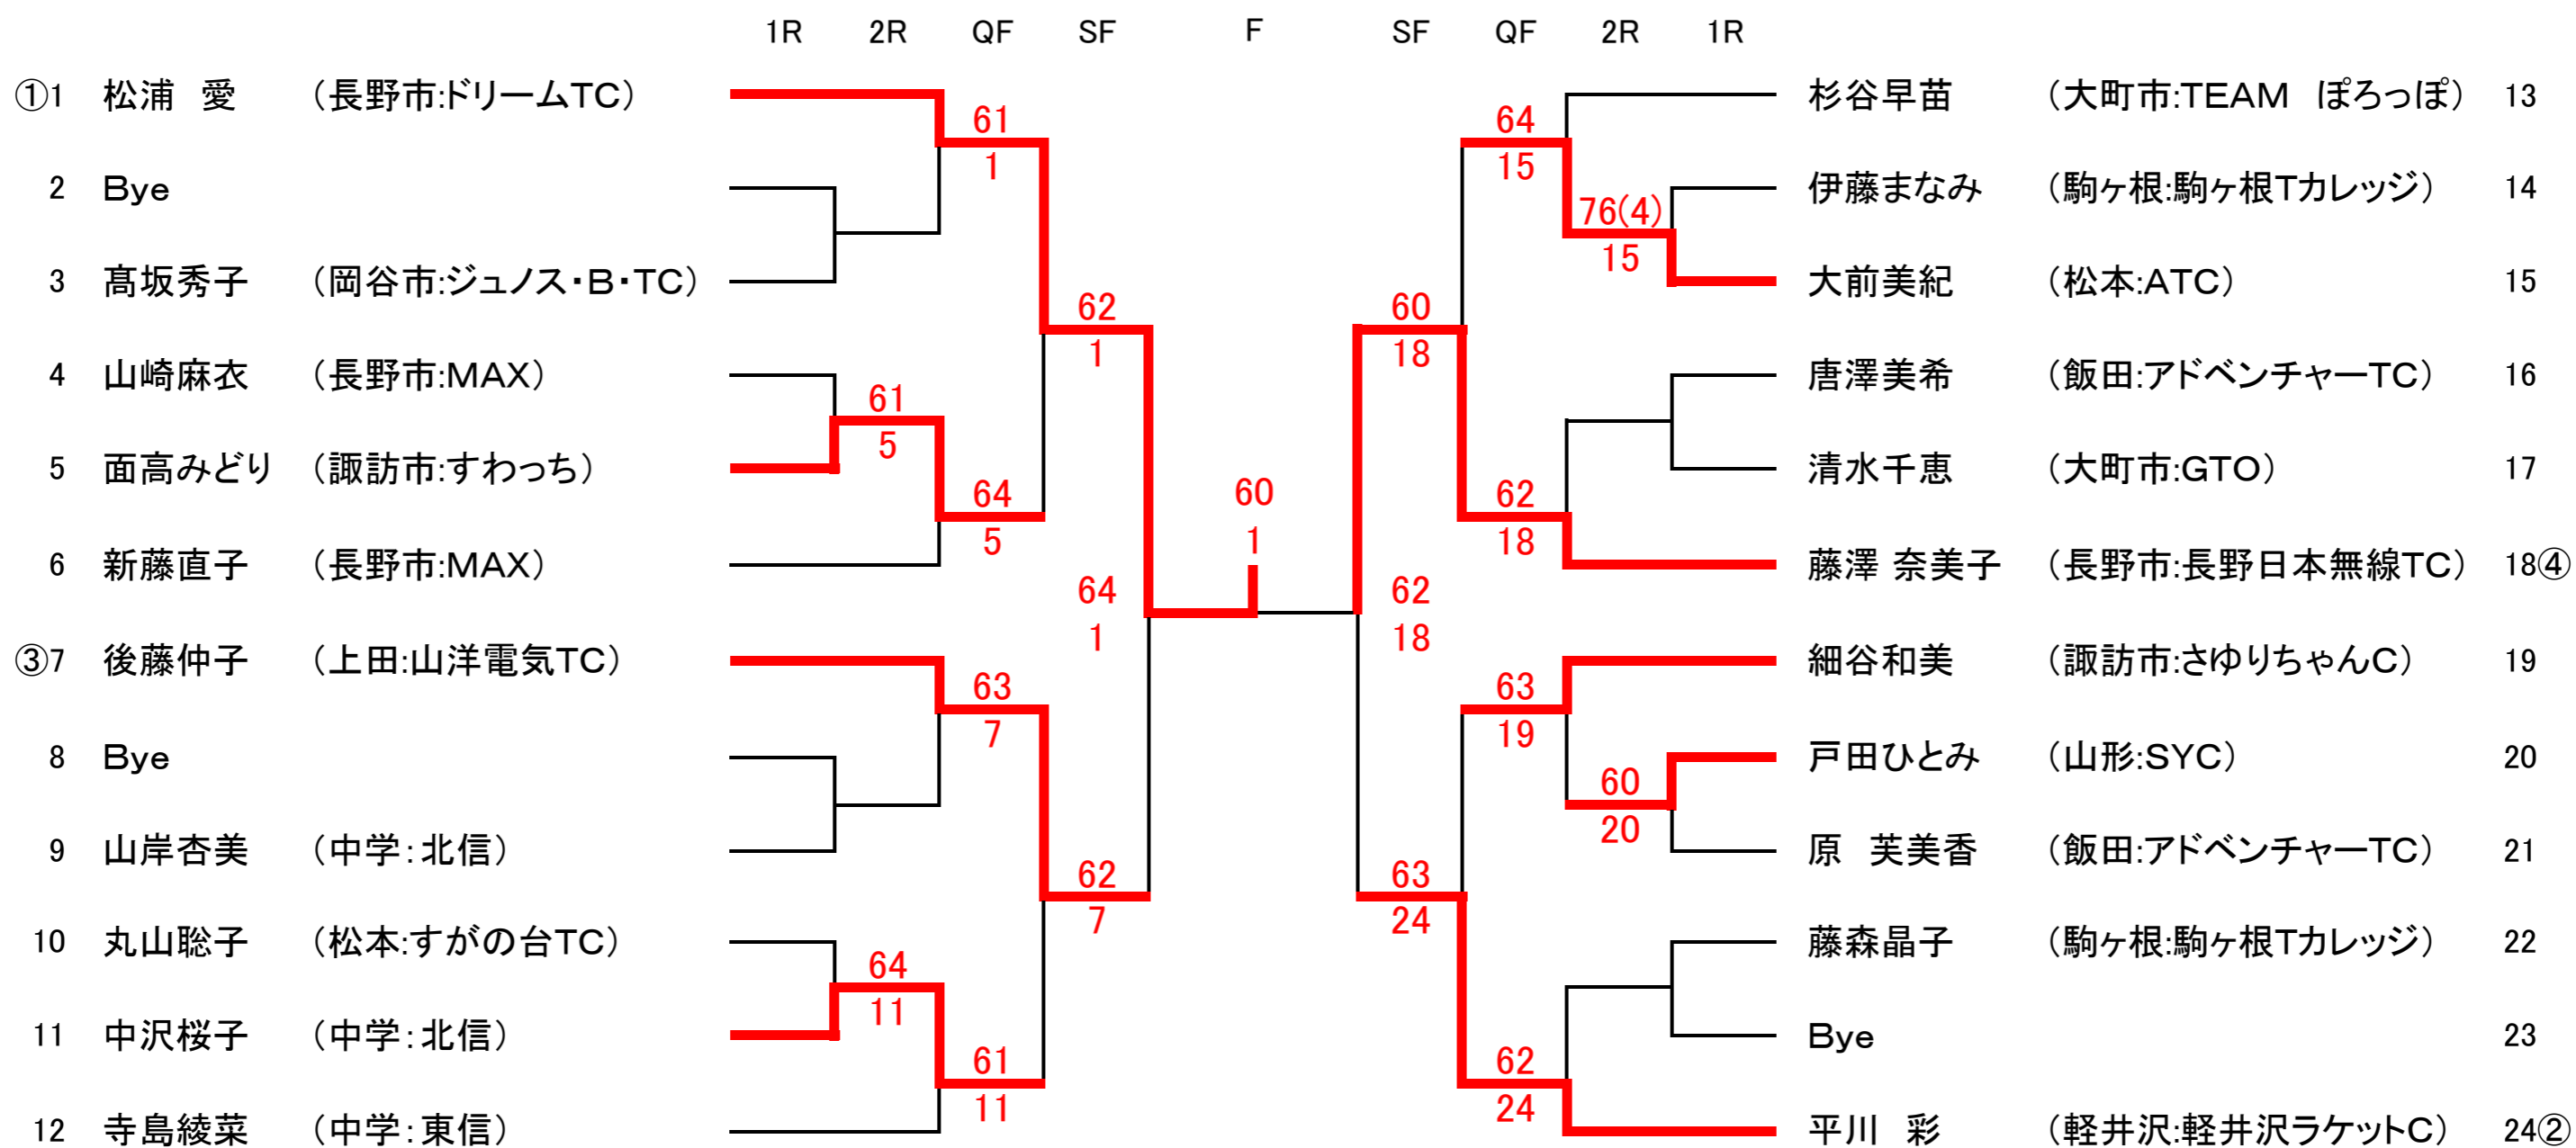 1R 2R QF SF F SF QF 2R 1R
①1 松浦 愛 （長野市:ドリームTC） 杉谷早苗 （大町市:TEAM ぽろっぽ） 13
61 64
1 15
2 Bye 伊藤まなみ （駒ヶ根:駒ヶ根Tカレッジ） 14
76(4)
15
3 髙坂秀子 （岡谷市:ジュノス・B・TC） 大前美紀 （松本:ATC） 15
62 60
1 18
4 山崎麻衣 （長野市:MAX） 唐澤美希 （飯田:アドベンチャーTC） 16
61
5
5 面高みどり （諏訪市:すわっち） 清水千恵 （大町市:GTO） 17
64 60 62
5 1 18
6 新藤直子 （長野市:MAX） 藤澤 奈美子 （長野市:長野日本無線TC） 18④
64 62
1 18
③7 後藤仲子 （上田:山洋電気TC） 細谷和美 （諏訪市:さゆりちゃんC） 19
63 63
7 19
8 Bye 戸田ひとみ （山形:SYC） 20
60
20
9 山岸杏美 （中学:北信） 原 芙美香 （飯田:アドベンチャーTC） 21
62 63
7 24
10 丸山聡子 （松本:すがの台TC） 藤森晶子 （駒ヶ根:駒ヶ根Tカレッジ） 22
64
11
11 中沢桜子 （中学:北信） Bye 23
61 62
11 24
12 寺島綾菜 （中学:東信） 平川 彩 （軽井沢:軽井沢ラケットC） 24②